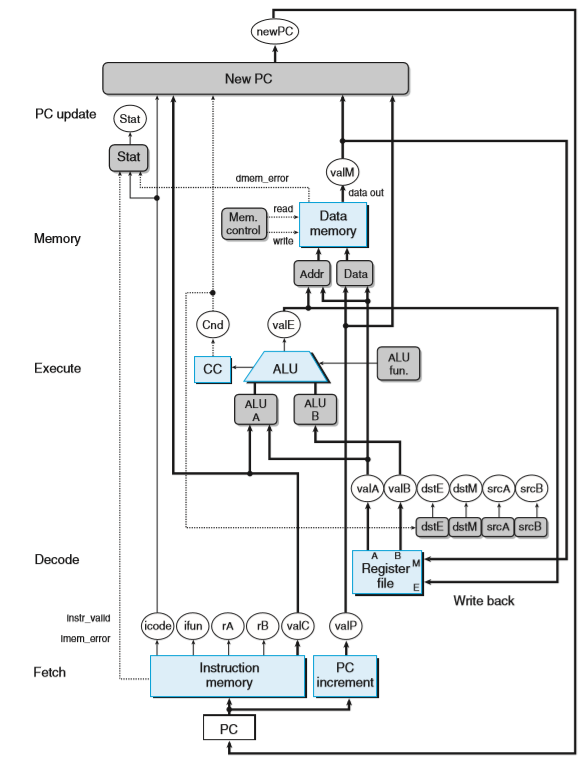 newPC
New PC
PC update
Stat
Stat
valM
dmem_error
data out
read
Mem.
control
Data
memory
write
Memory
Addr
Data
Cnd
valE
Execute
CC
ALU
ALU
fun.
ALU
A
ALU
B
valA
valB
dstE
dstM
srcA
srcB
dstE
dstM
srcA
srcB
Decode
A
B
M
Register
file
E
Write back
Instr_valid
icode
ifun
rA
rB
valC
valP
Imem_error
Fetch
Instruction
memory
PC
increment
PC